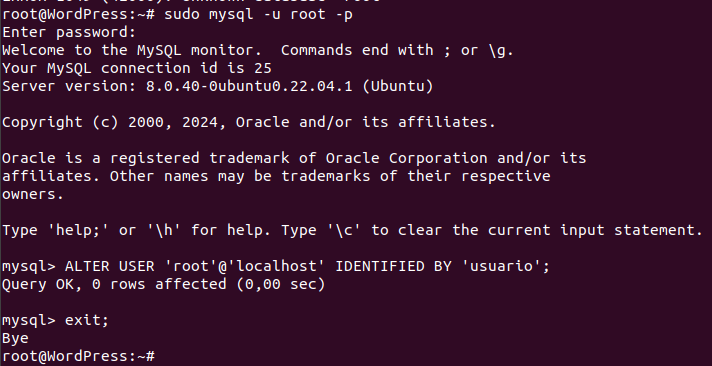 root@WordPress:~# sudo mysql -u root -p
Enter password:
Welcome to the MySQL monitor.  Commands end with ; or \g.
Your MySQL connection id is 25
Server version: 8.0.40-0ubuntu0.22.04.1 (Ubuntu)

Copyright (c) 2000, 2024, Oracle and/or its affiliates.

Oracle is a registered trademark of Oracle Corporation and/or its
affiliates. Other names may be trademarks of their respective
owners.

Type 'help;' or '\h' for help. Type '\c' to clear the current input statement.

mysql> ALTER USER 'root'@'localhost' IDENTIFIED BY 'usuario';
Query OK, 0 rows affected (0,00 sec)

mysql> exit;
Bye
root@WordPress:~#